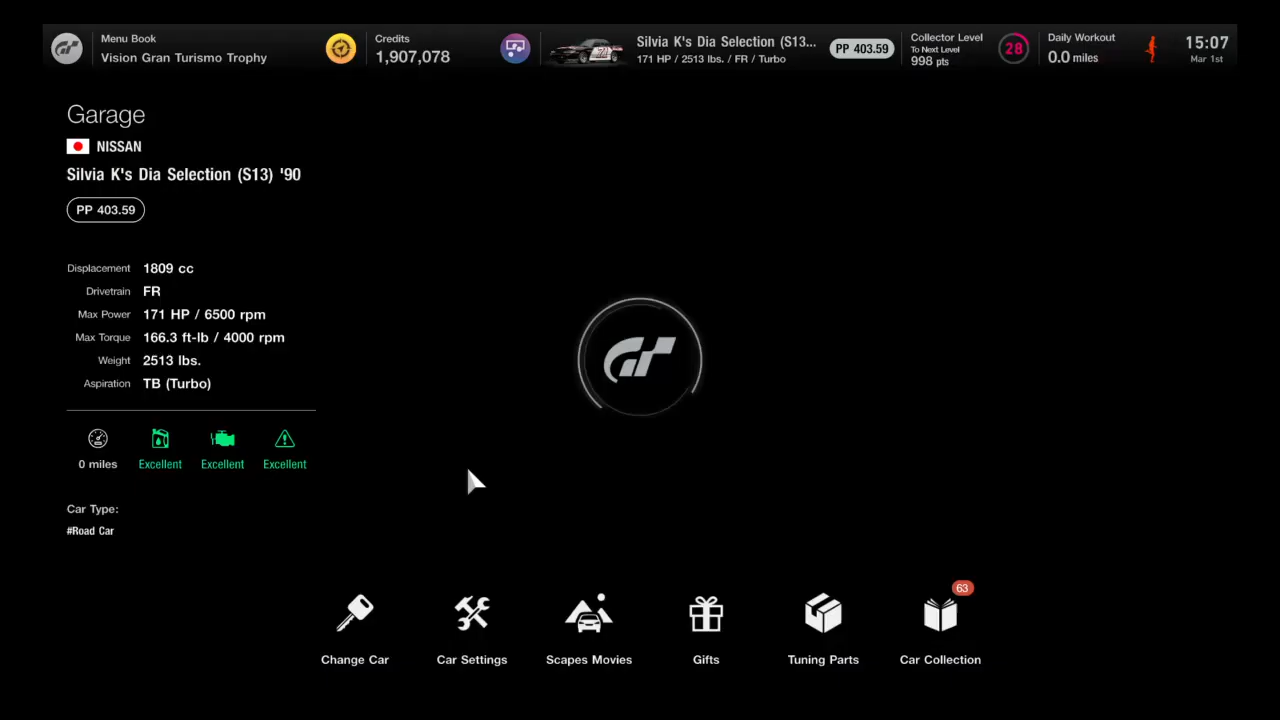 Menu Book
Vision Gran Turismo Trophy
Credits
1,907,078
Silvia K's Dia Selection (S13...
171 HP / 2513 lbs. / FR / Turbo
PP 403.59
Collector Level
To Next Level
998 pts
28
Daily Workout
0.0 miles
15:07
Mar 1st
Garage
NISSAN
Silvia K's Dia Selection (S13) '90
PP 403.59
Displacement 1809 cc
Drivetrain FR
Max Power 171 HP / 6500 rpm
Max Torque 166.3 ft-lb / 4000 rpm
Weight 2513 lbs.
Aspiration TB (Turbo)
0 miles Excellent Excellent Excellent
Car Type:
#Road Car
63
Change Car Car Settings Scapes Movies Gifts Tuning Parts Car Collection